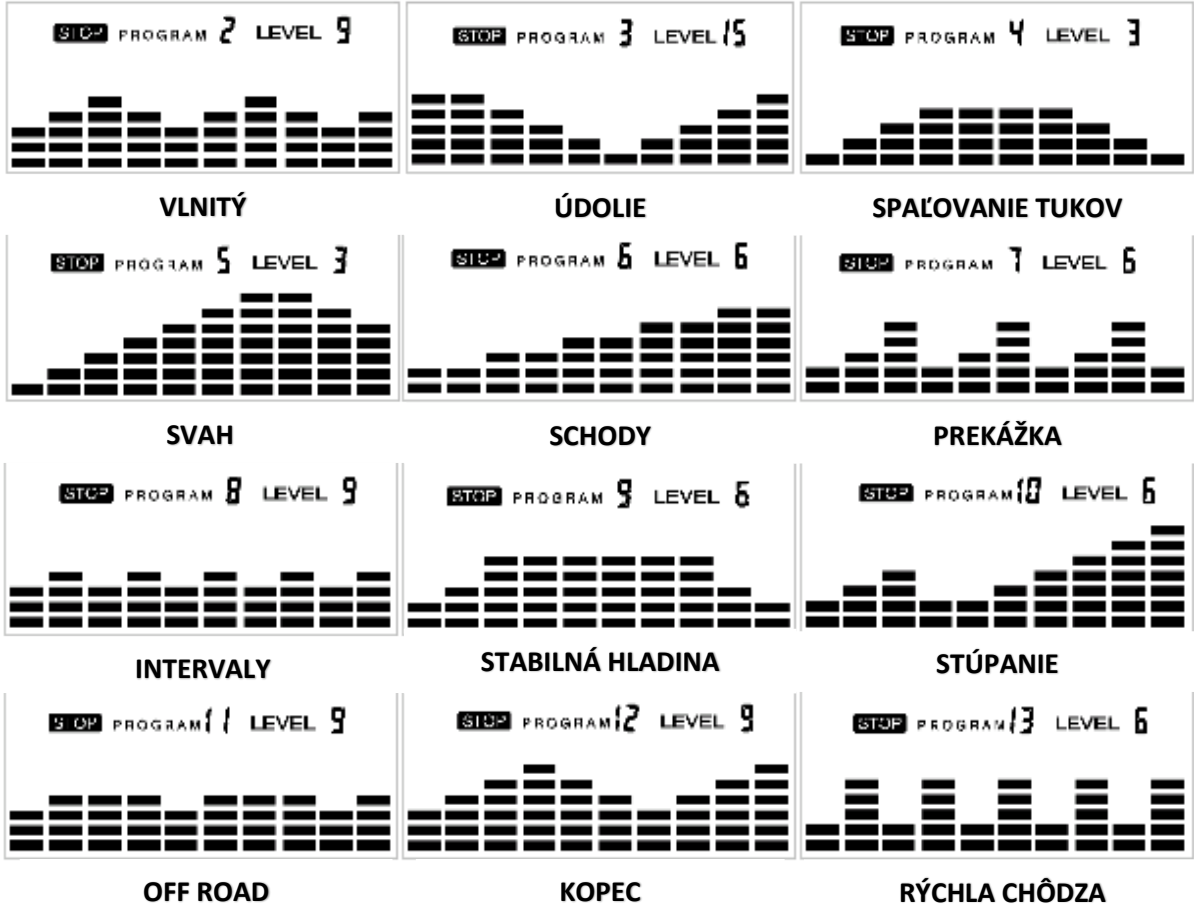 STOP PROGRAM 2 LEVEL 9
STOP PROGRAM 3 LEVEL 15
STOP PROGRAM 4 LEVEL 3
VLNITÝ
ÚDOLIE
SPAĽOVANIE TUKOV
STOP PROGRAM 5 LEVEL 3
STOP PROGRAM 6 LEVEL 6
STOP PROGRAM 7 LEVEL 6
SVAH
SCHODY
PREKÁŽKA
STOP PROGRAM 8 LEVEL 9
STOP PROGRAM 9 LEVEL 6
STOP PROGRAM 10 LEVEL 6
INTERVALY
STABILNÁ HLADINA
STÚPANIE
STOP PROGRAM 11 LEVEL 9
STOP PROGRAM 12 LEVEL 9
STOP PROGRAM 13 LEVEL 6
OFF ROAD
KOPEC
RÝCHLA CHÔDZA